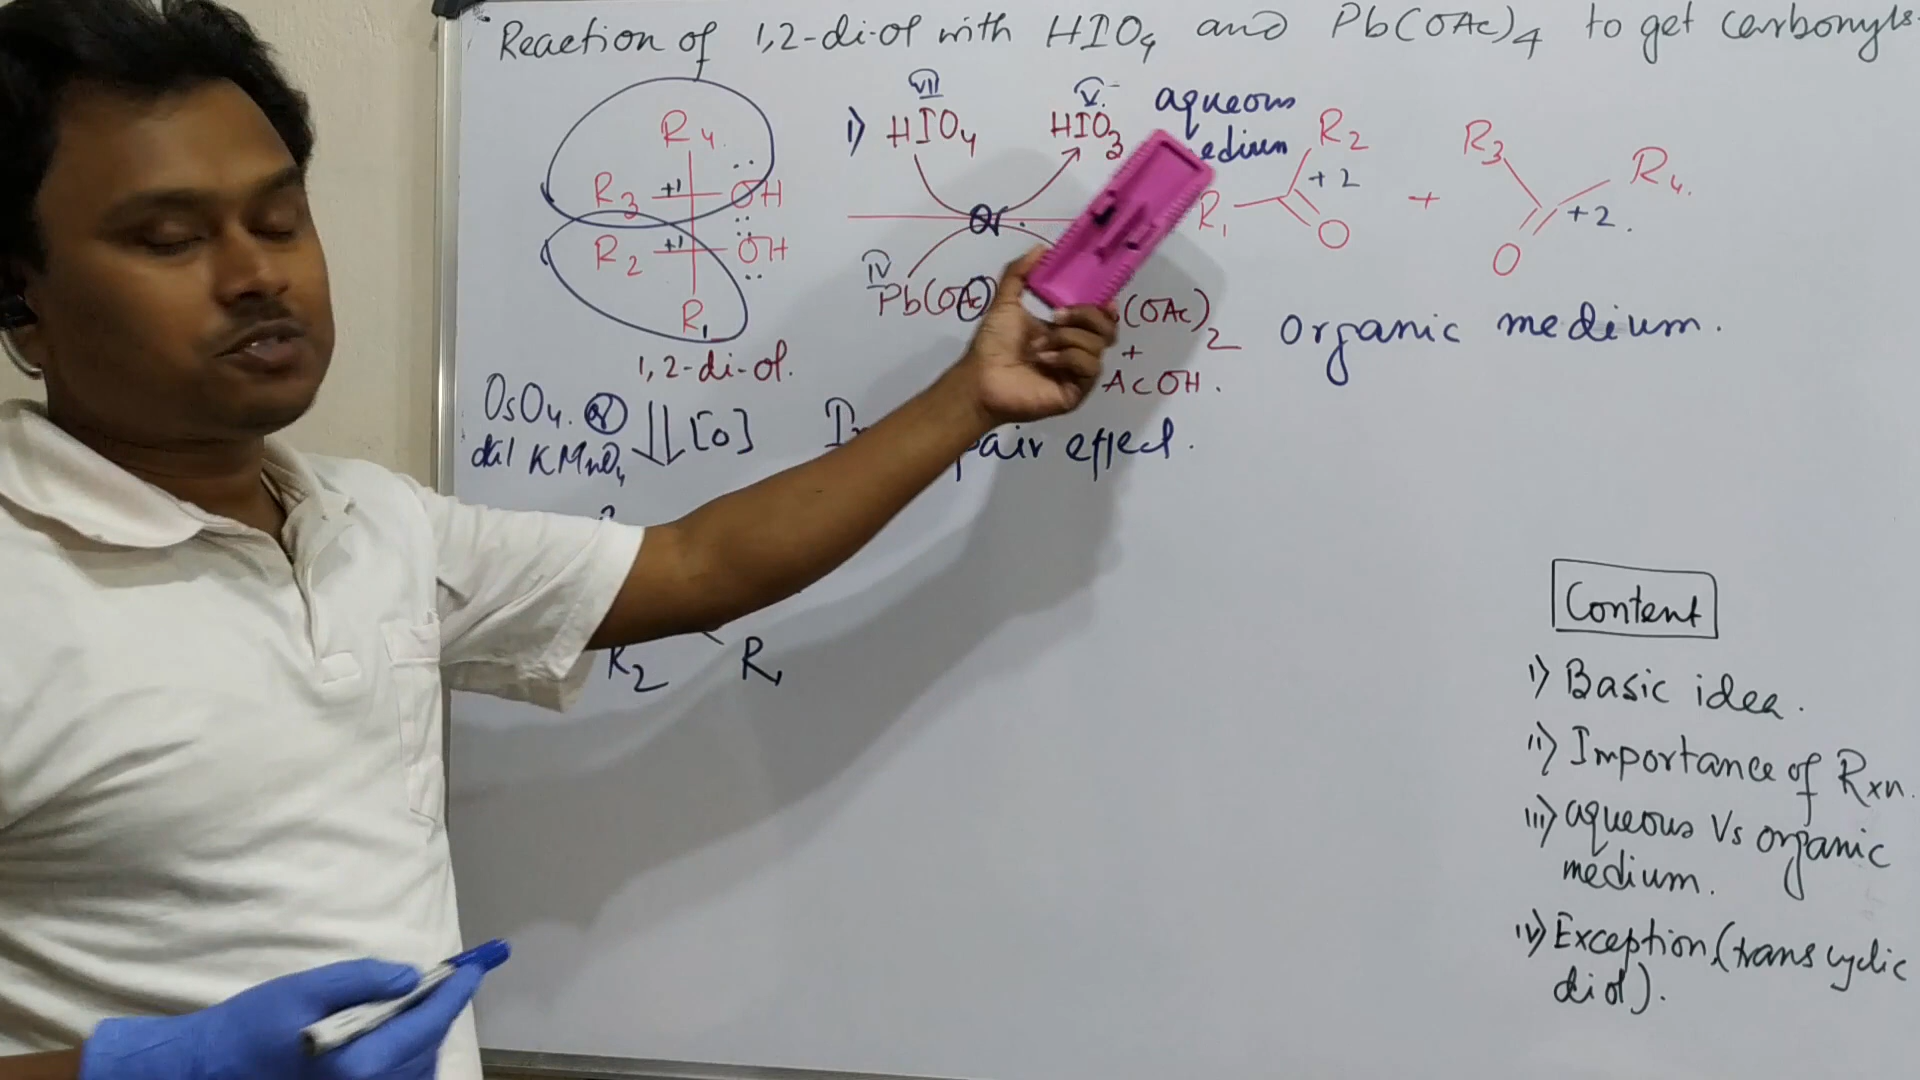 Reaction of 1,2-di-ol with HIO4 and Pb(OAc)4 to get carbonyls.
R4
R3 +1 OH
R2 +1 OH
R1
1,2-di-ol.
OsO4. or
dil KMnO4
[O]
R2 R1
i) VII V.
HIO4 HIO3
or
IV
Pb(OAc)
(OAc)2
+
AcOH.
aqueous
R1 R2 +2 O
+
R3 R4. +2. O
organic medium.
pair effect.
Content
i) Basic idea.
ii) Importance of Rxn.
iii) aqueous Vs organic
medium.
iv) Exception (trans cyclic
diol).